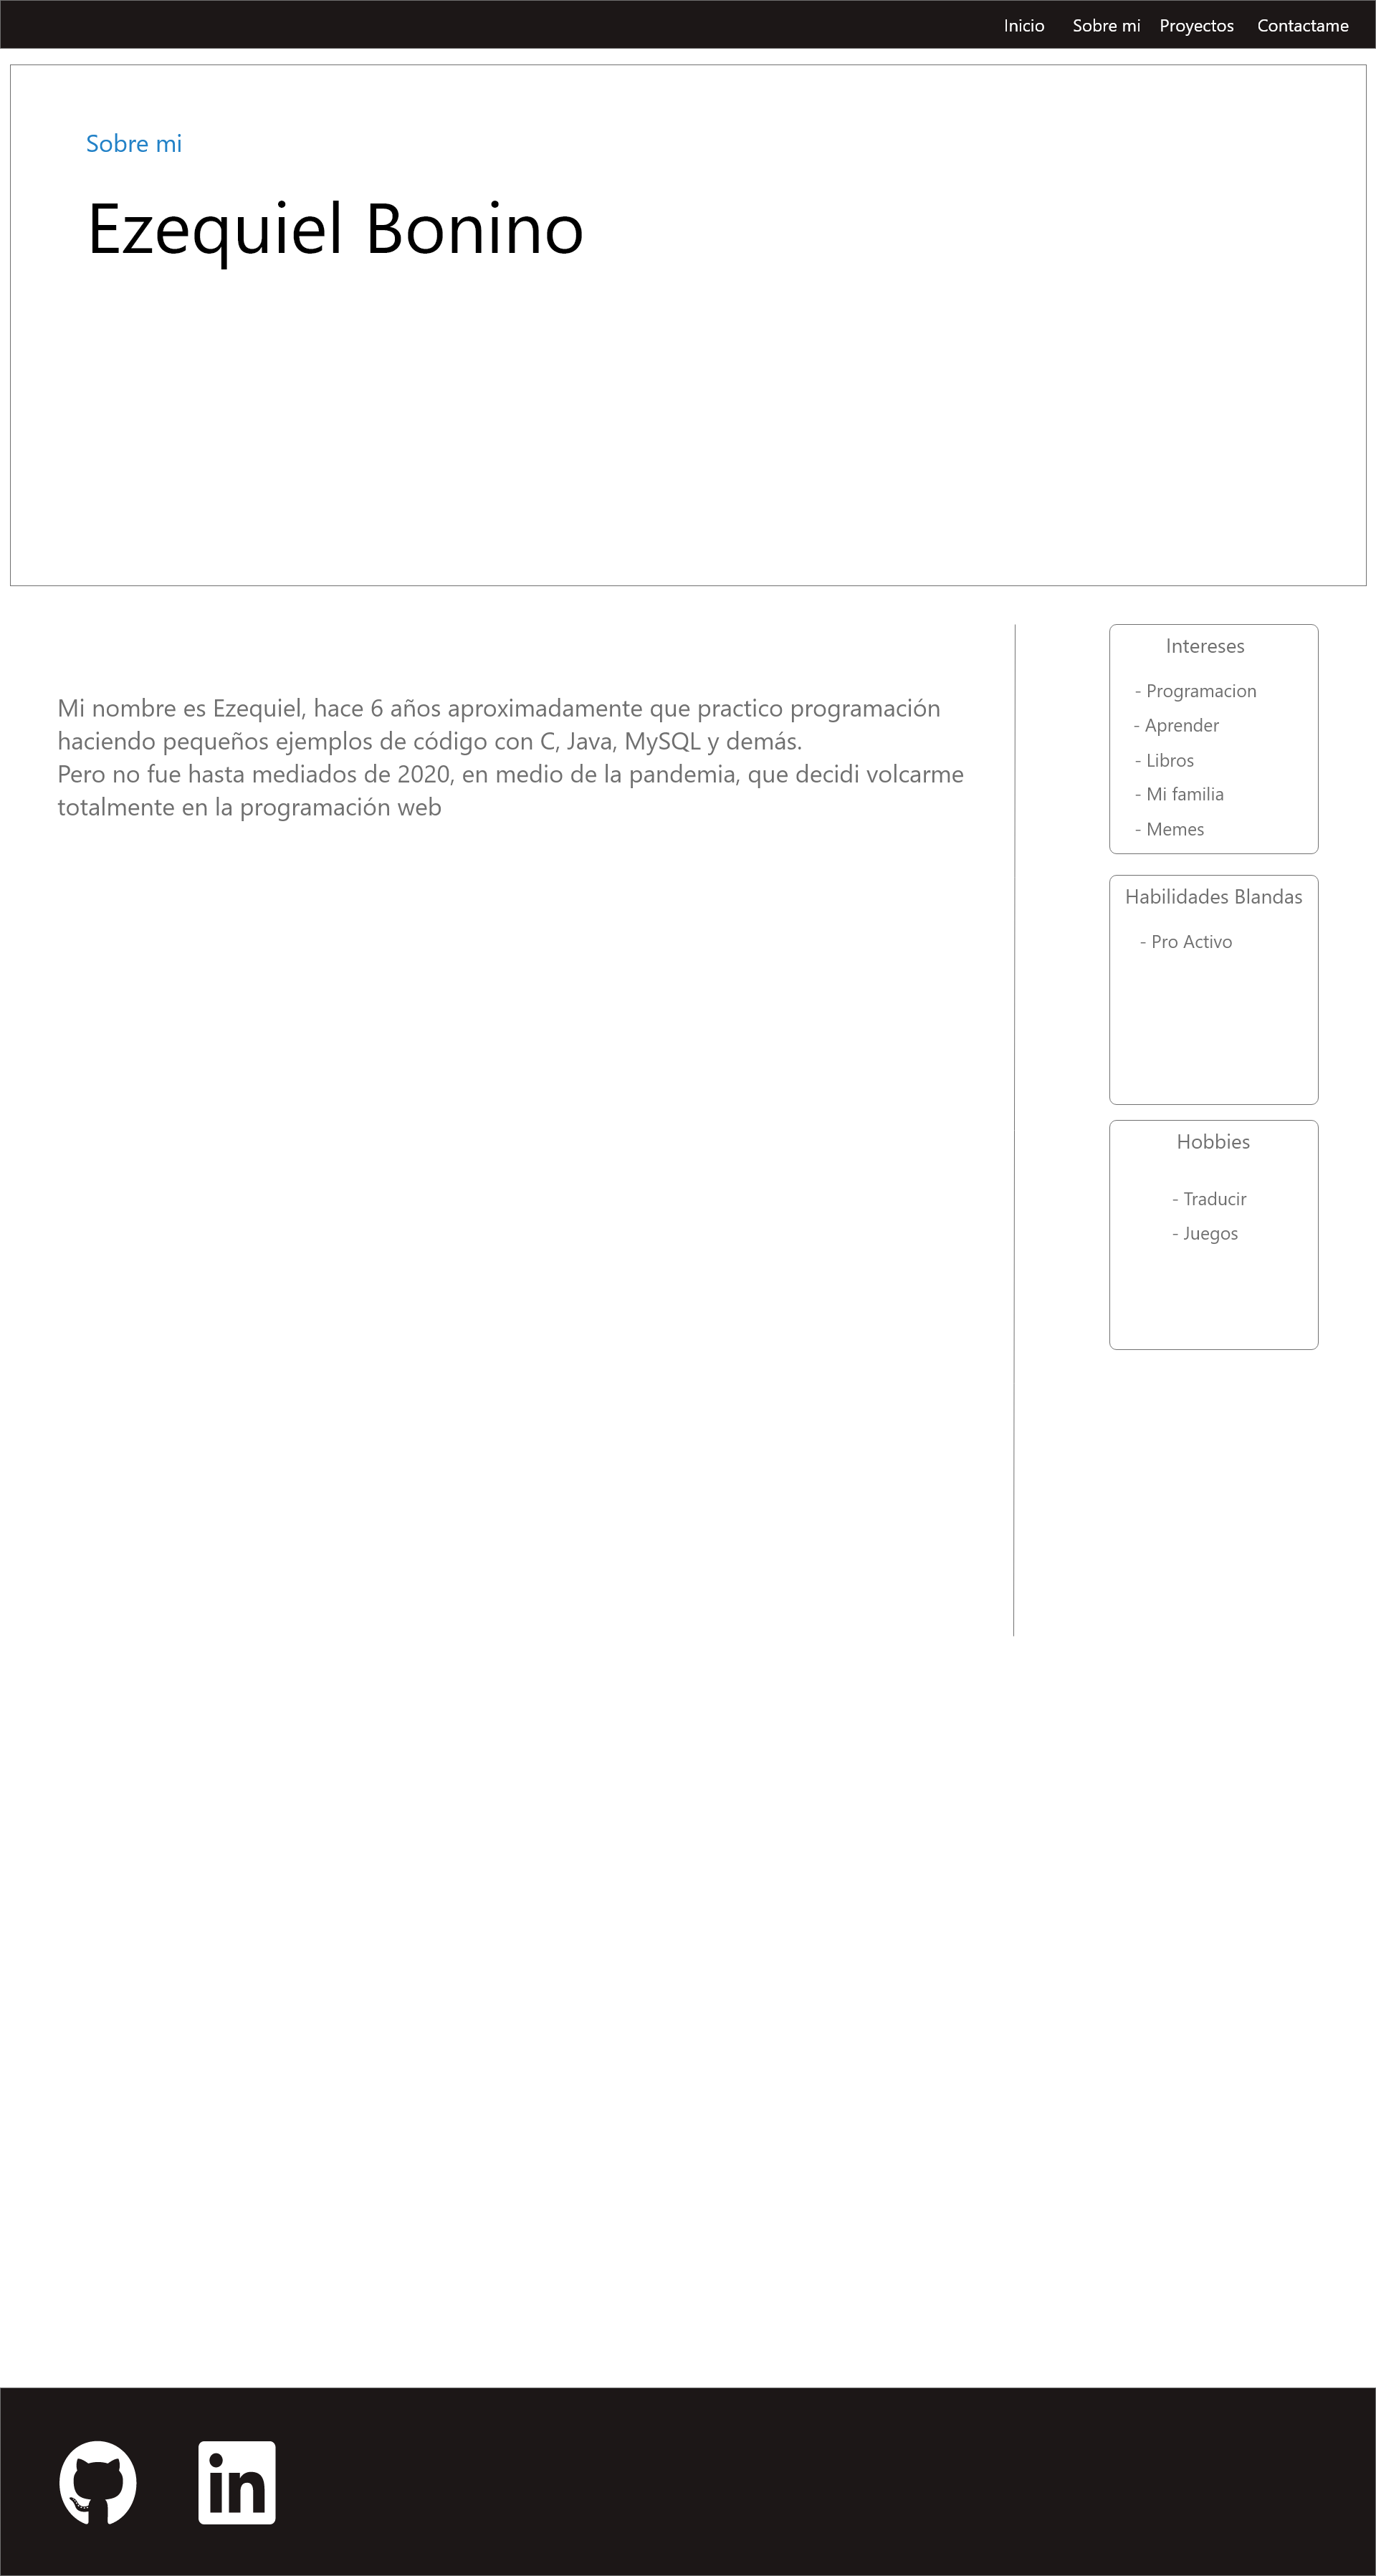 Inicio Sobre mi Proyectos Contactame
Sobre mi
Ezequiel Bonino
Mi nombre es Ezequiel, hace 6 años aproximadamente que practico programación
haciendo pequeños ejemplos de código con C, Java, MySQL y demás.
Pero no fue hasta mediados de 2020, en medio de la pandemia, que decidi volcarme
totalmente en la programación web
Intereses
- Programacion
- Aprender
- Libros
- Mi familia
- Memes
Habilidades Blandas
- Pro Activo
Hobbies
- Traducir
- Juegos
in